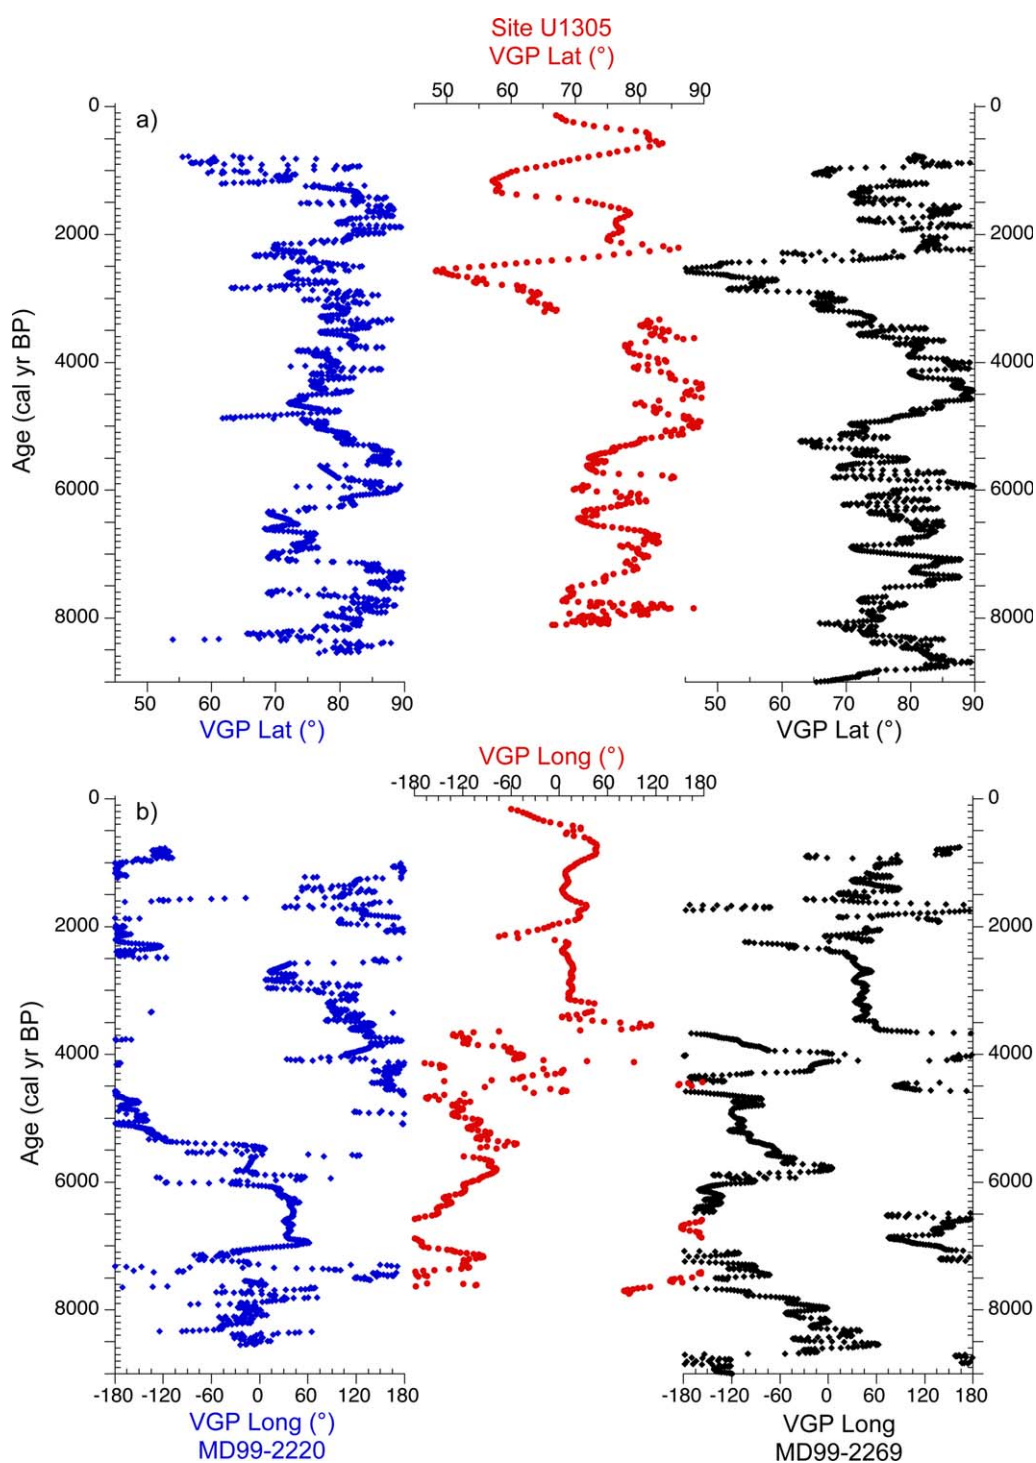 Site U1305
VGP Lat (°)
50 60 70 80 90
a)
0 2000 4000 6000 8000
Age (cal yr BP)
0 2000 4000 6000 8000
50 60 70 80 90
VGP Lat (°)
50 60 70 80 90
VGP Lat (°)
VGP Long (°)
-180 -120 -60 0 60 120 180
b)
0 2000 4000 6000 8000
Age (cal yr BP)
0 2000 4000 6000 8000
-180 -120 -60 0 60 120 180
VGP Long (°)
MD99-2220
-180 -120 -60 0 60 120 180
VGP Long
MD99-2269